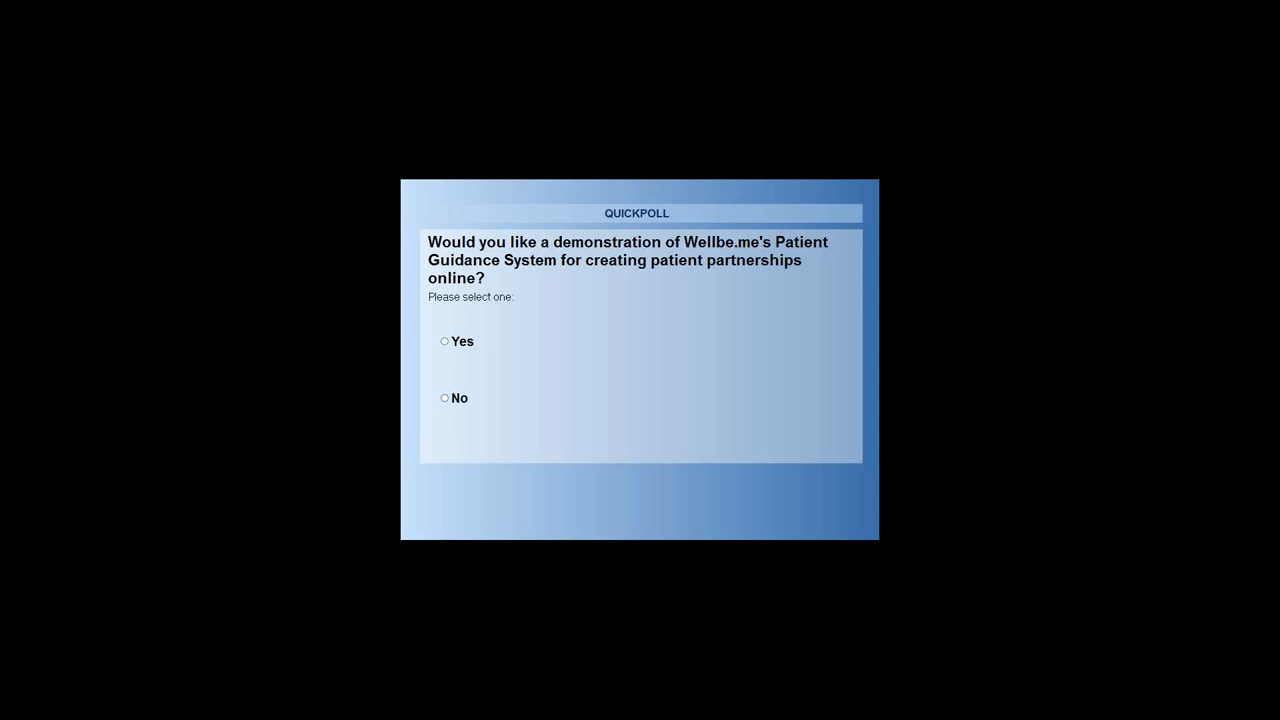 QUICKPOLL
Would you like a demonstration of Wellbe.me's Patient
Guidance System for creating patient partnerships
online?
Please select one:
Yes
No